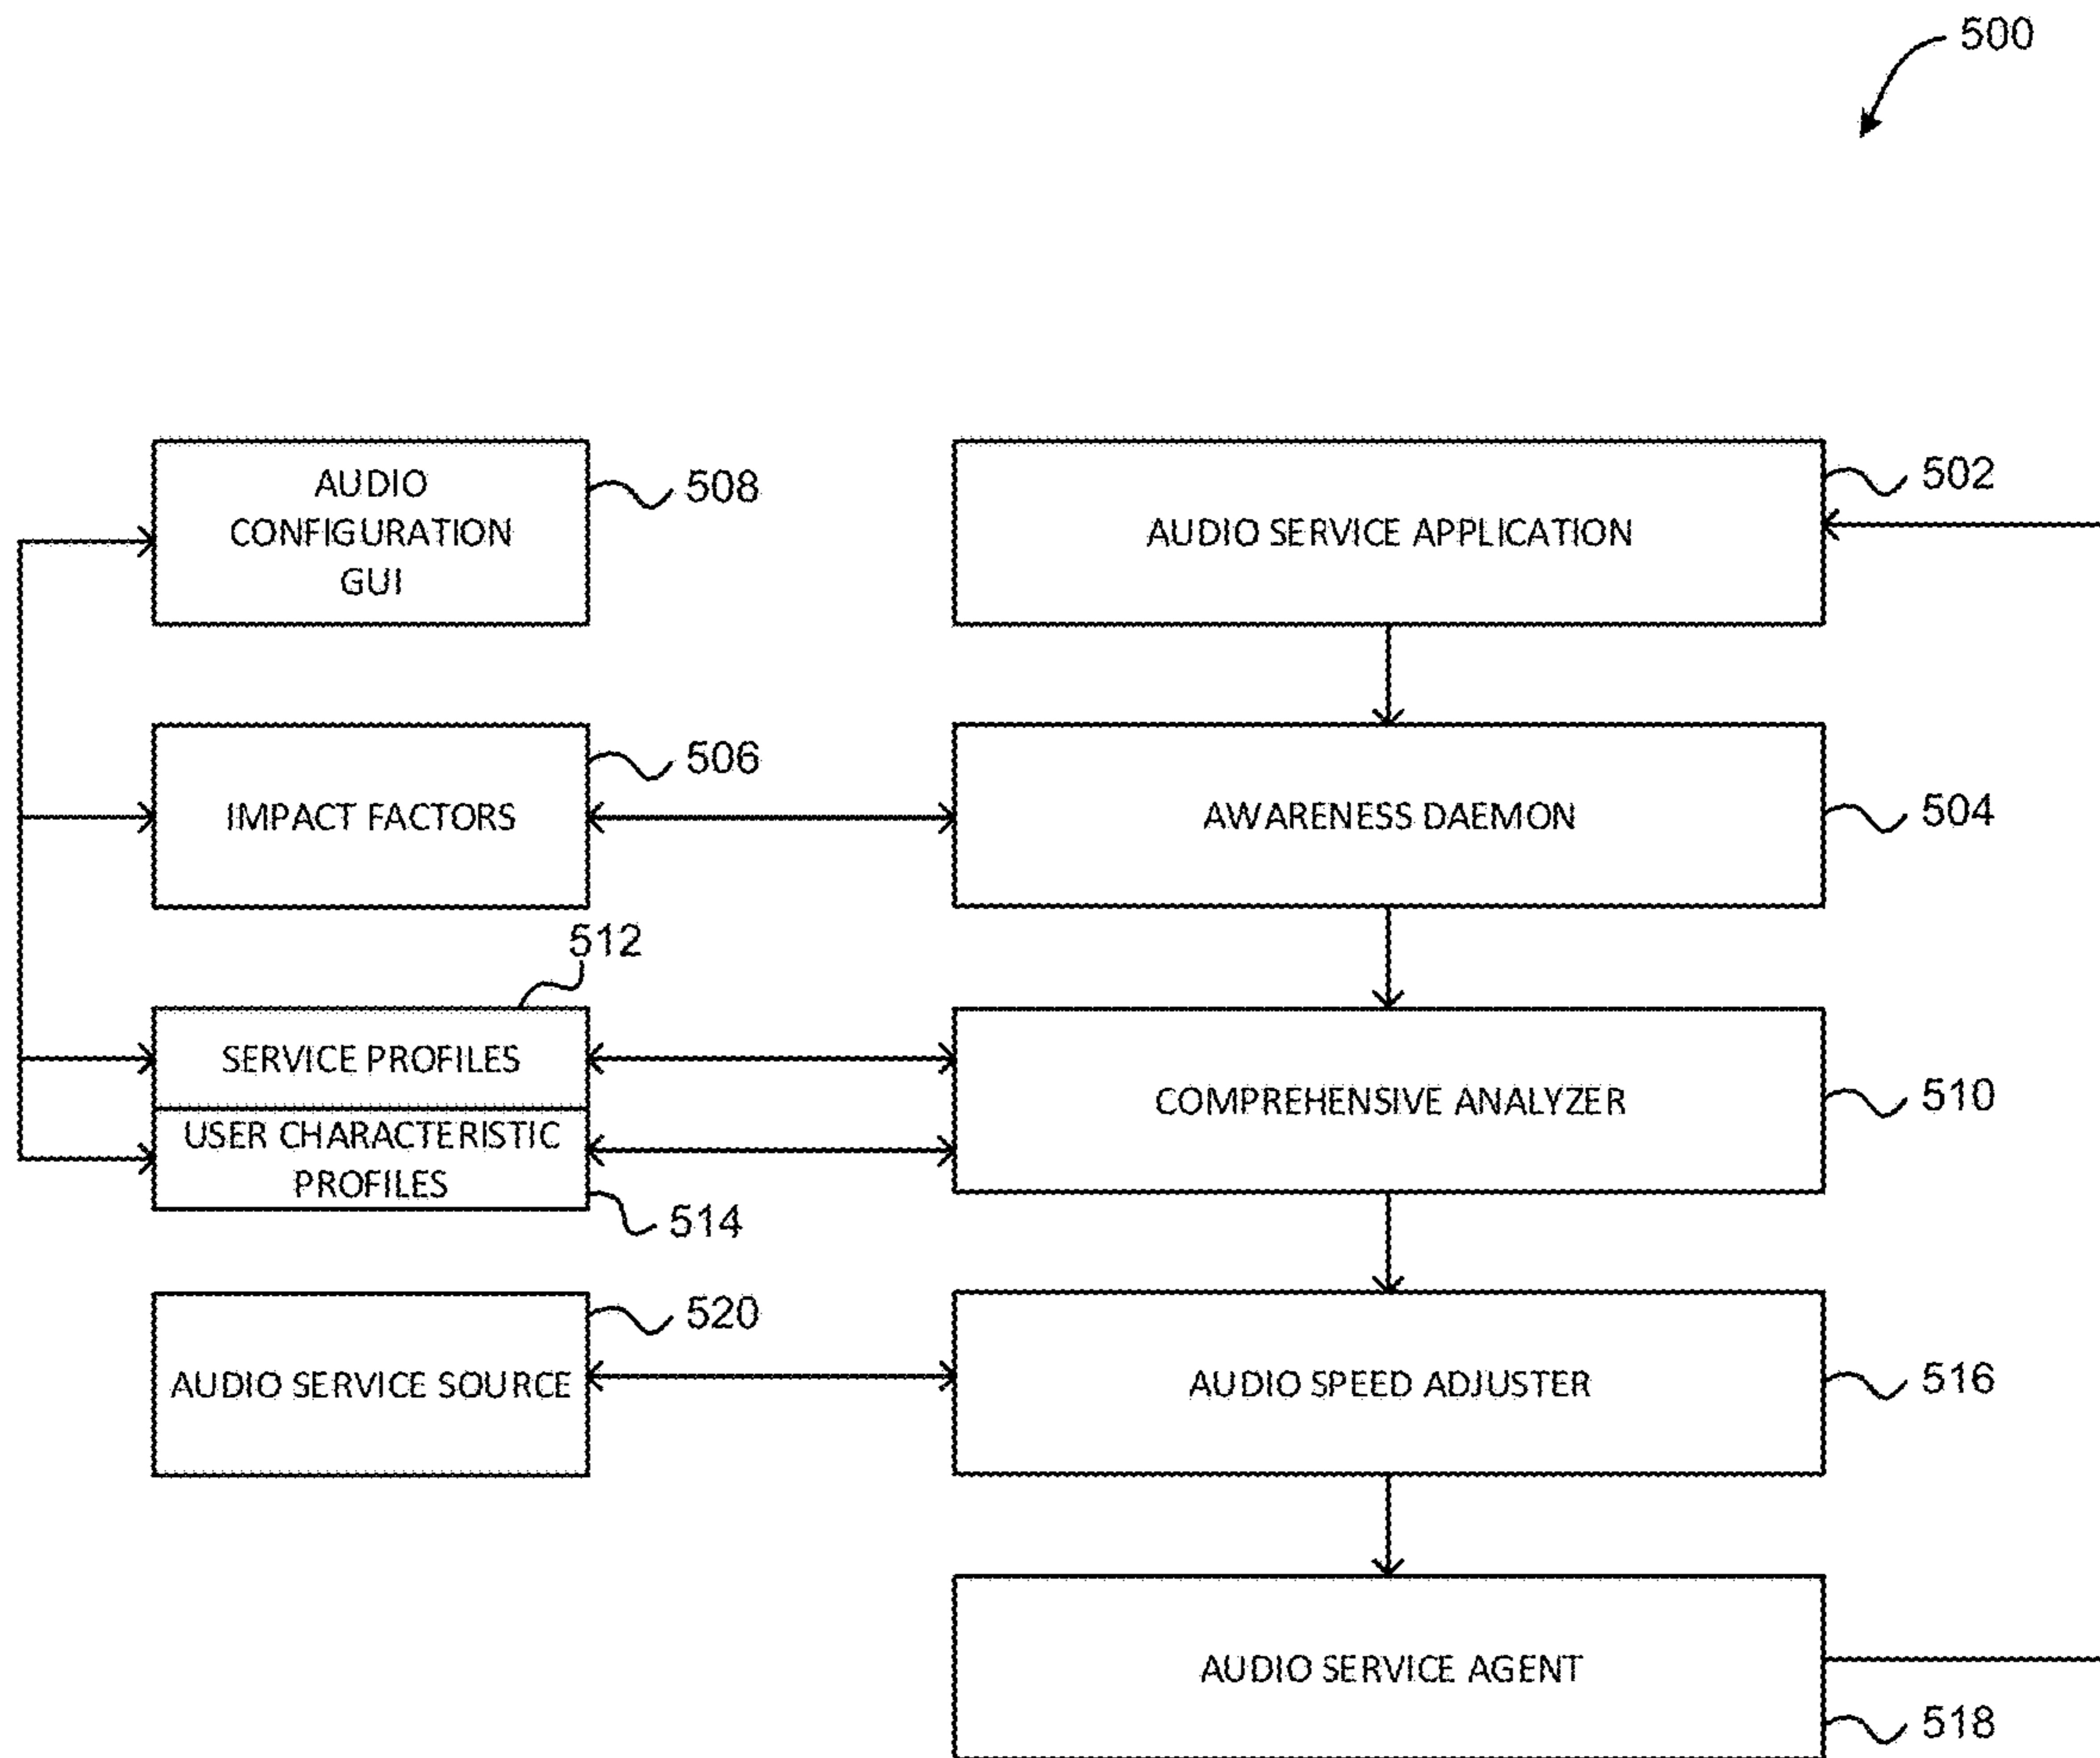 500
AUDIO
CONFIGURATION
GUI
508
AUDIO SERVICE APPLICATION
502
IMPACT FACTORS
506
AWARENESS DAEMON
504
512
SERVICE PROFILES
USER CHARACTERISTIC
PROFILES
514
COMPREHENSIVE ANALYZER
510
AUDIO SERVICE SOURCE
520
AUDIO SPEED ADJUSTER
516
AUDIO SERVICE AGENT
518